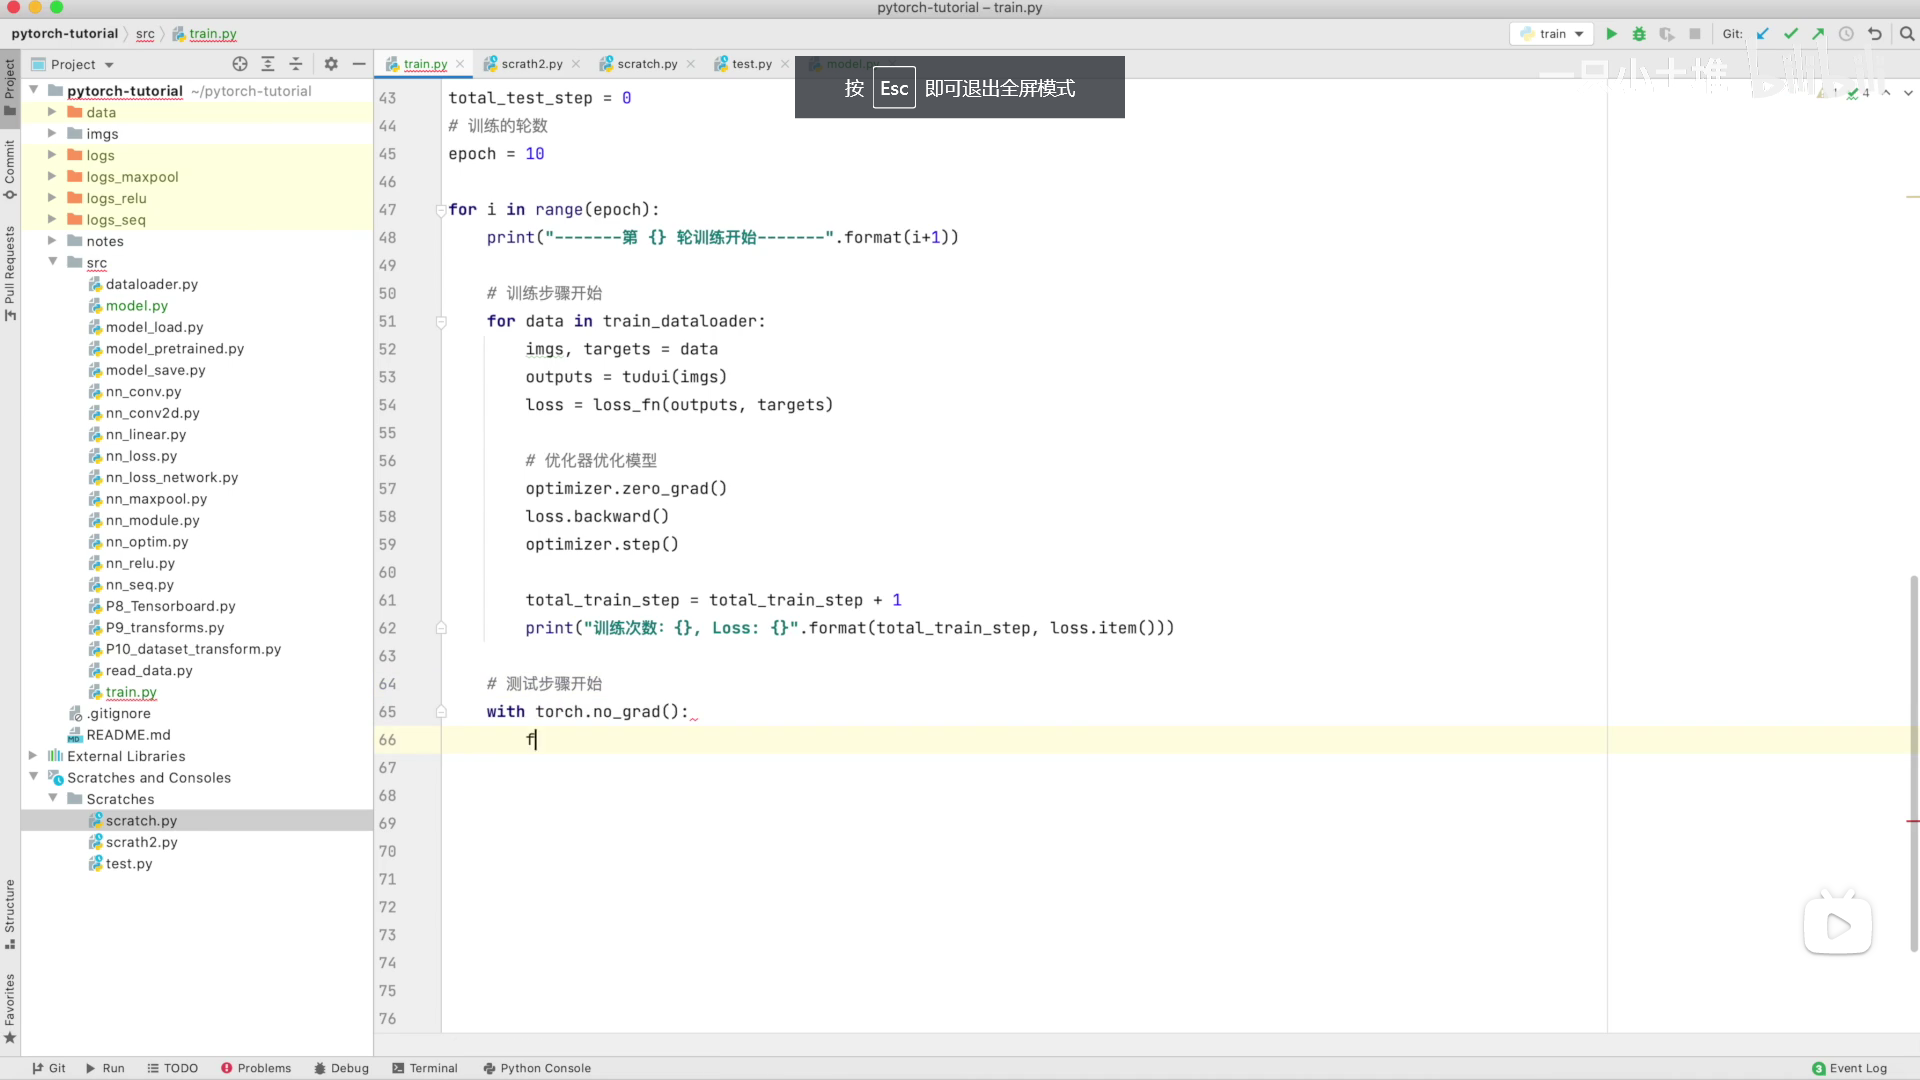 pytorch-tutorial – train.py
pytorch-tutorial
src
train.py
train
Git:
Project
train.py
scrath2.py
scratch.py
test.py
model.py
按 Esc 即可退出全屏模式
一只小土堆
bilibili
4
Project
Commit
Pull Requests
Structure
Favorites
pytorch-tutorial ~/pytorch-tutorial
data
imgs
logs
logs_maxpool
logs_relu
logs_seq
notes
src
dataloader.py
model.py
model_load.py
model_pretrained.py
model_save.py
nn_conv.py
nn_conv2d.py
nn_linear.py
nn_loss.py
nn_loss_network.py
nn_maxpool.py
nn_module.py
nn_optim.py
nn_relu.py
nn_seq.py
P8_Tensorboard.py
P9_transforms.py
P10_dataset_transform.py
read_data.py
train.py
.gitignore
MD README.md
External Libraries
Scratches and Consoles
Scratches
scratch.py
scrath2.py
test.py
43 total_test_step = 0
44 # 训练的轮数
45 epoch = 10
46
47 for i in range(epoch):
48 print("-------第 {} 轮训练开始-------".format(i+1))
49
50 # 训练步骤开始
51 for data in train_dataloader:
52 imgs, targets = data
53 outputs = tudui(imgs)
54 loss = loss_fn(outputs, targets)
55
56 # 优化器优化模型
57 optimizer.zero_grad()
58 loss.backward()
59 optimizer.step()
60
61 total_train_step = total_train_step + 1
62 print("训练次数：{}, Loss: {}".format(total_train_step, loss.item()))
63
64 # 测试步骤开始
65 with torch.no_grad():
66 f
67
68
69
70
71
72
73
74
75
76
Git
Run
TODO
Problems
Debug
Terminal
Python Console
3 Event Log